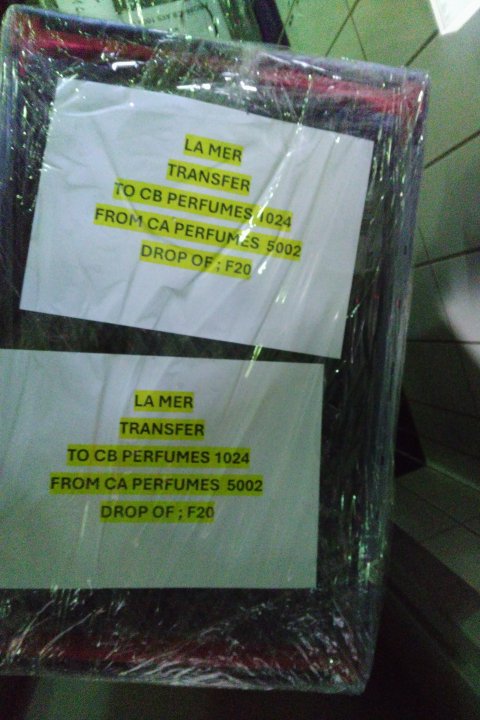 LA MER
TRANSFER
TO CB PERFUMES 1024
FROM CA PERFUMES 5002
DROP OF ; F20
LA MER
TRANSFER
TO CB PERFUMES 1024
FROM CA PERFUMES 5002
DROP OF ; F20